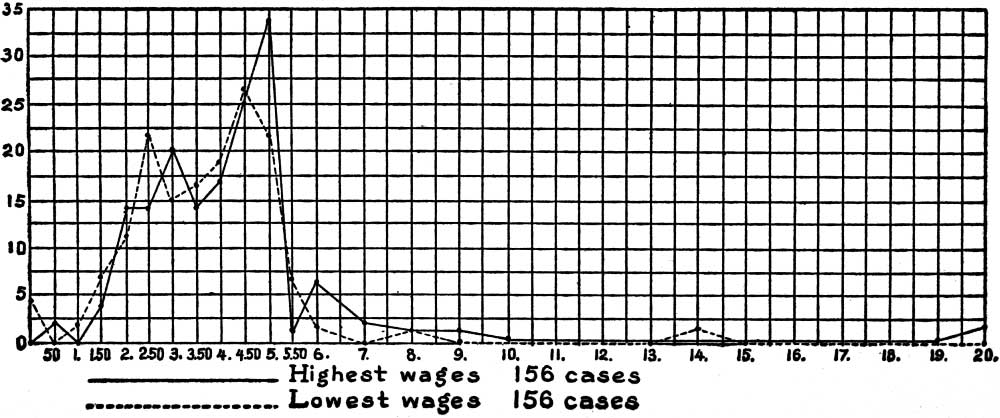 35
30
25
20
15
10
5
0
50 1. 1.50 2. 2.50 3. 3.50 4. 4.50 5. 5.50 6. 7. 8. 9. 10. 11. 12. 13. 14. 15. 16. 17. 18. 19. 20.
Highest wages 156 cases
Lowest wages 156 cases